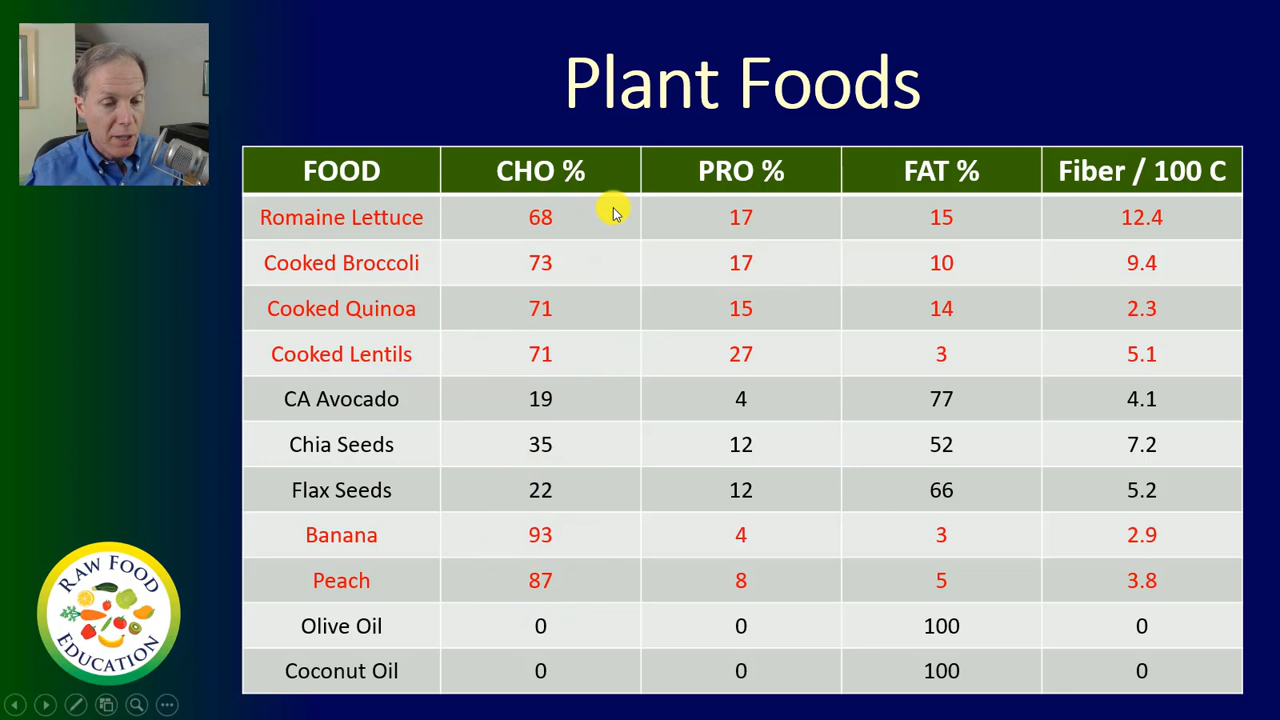 Plant Foods
FOOD CHO % PRO % FAT % Fiber / 100 C
Romaine Lettuce 68 17 15 12.4
Cooked Broccoli 73 17 10 9.4
Cooked Quinoa 71 15 14 2.3
Cooked Lentils 71 27 3 5.1
CA Avocado 19 4 77 4.1
Chia Seeds 35 12 52 7.2
Flax Seeds 22 12 66 5.2
Banana 93 4 3 2.9
Peach 87 8 5 3.8
Olive Oil 0 0 100 0
Coconut Oil 0 0 100 0
RAW FOOD
EDUCATION